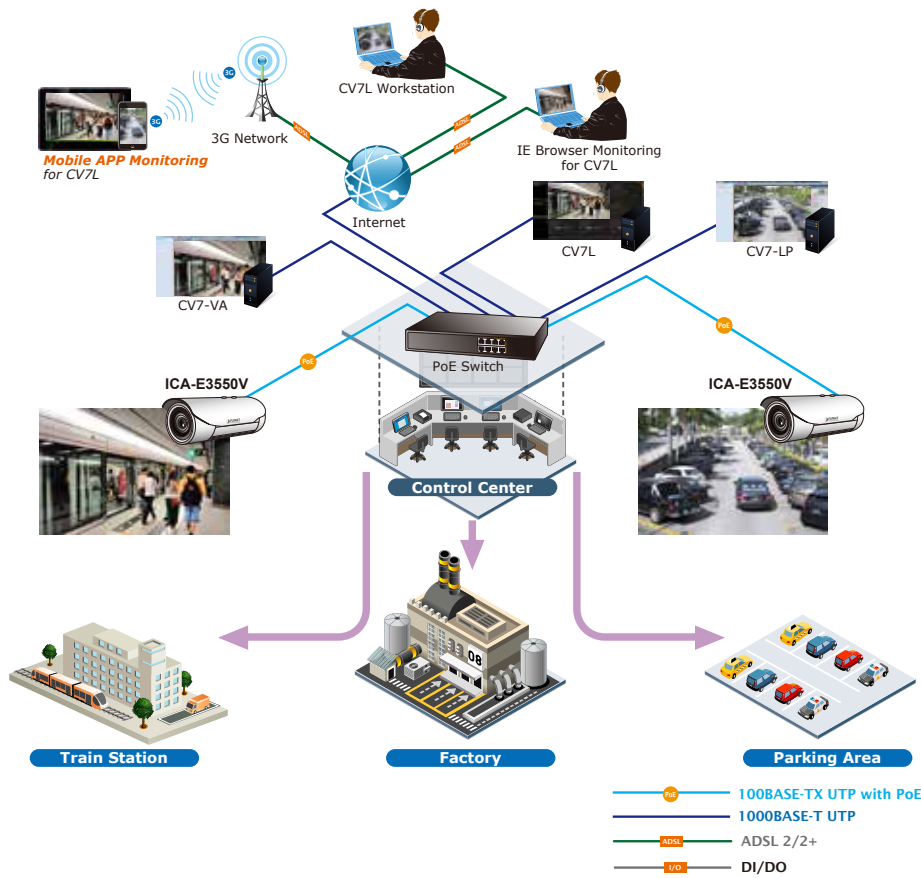 3G
3G
CV7L Workstation
3G Network
ADSL
ADSL
ADSL
Mobile APP Monitoring
for CV7L
IE Browser Monitoring
for CV7L
Internet
CV7L
CV7-LP
CV7-VA
PoE
PoE
PoE Switch
ICA-E3550V
ICA-E3550V
PLANET
PLANET
Control Center
08
Train Station
Factory
Parking Area
PoE
100BASE-TX UTP with PoE
1000BASE-T UTP
ADSL
ADSL 2/2+
I/O
DI/DO